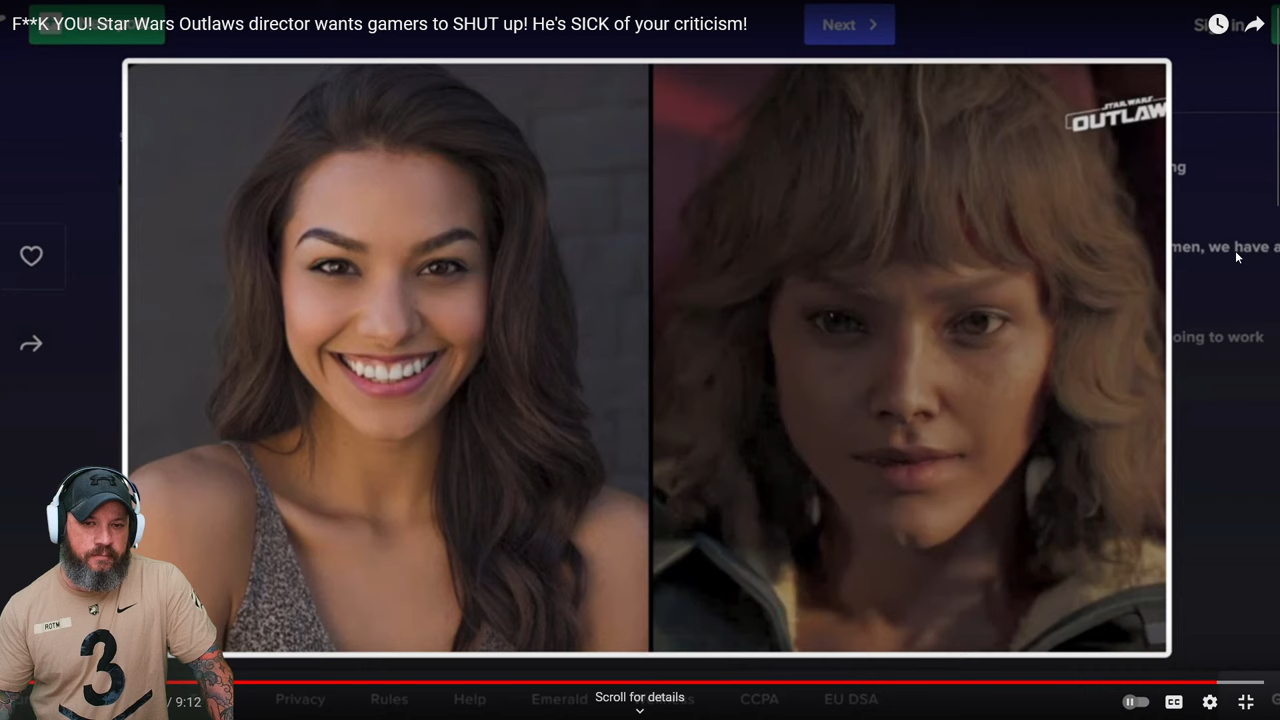 F**K YOU! Star Wars Outlaws director wants gamers to SHUT up! He's SICK of your criticism!
Next
STAR WARS
OUTLAW
ng
men, we have a
oing to work
ROTM
3
/ 9:12
Privacy
Rules
Help
Emerald
Scroll for details
CCPA
EU DSA
CC